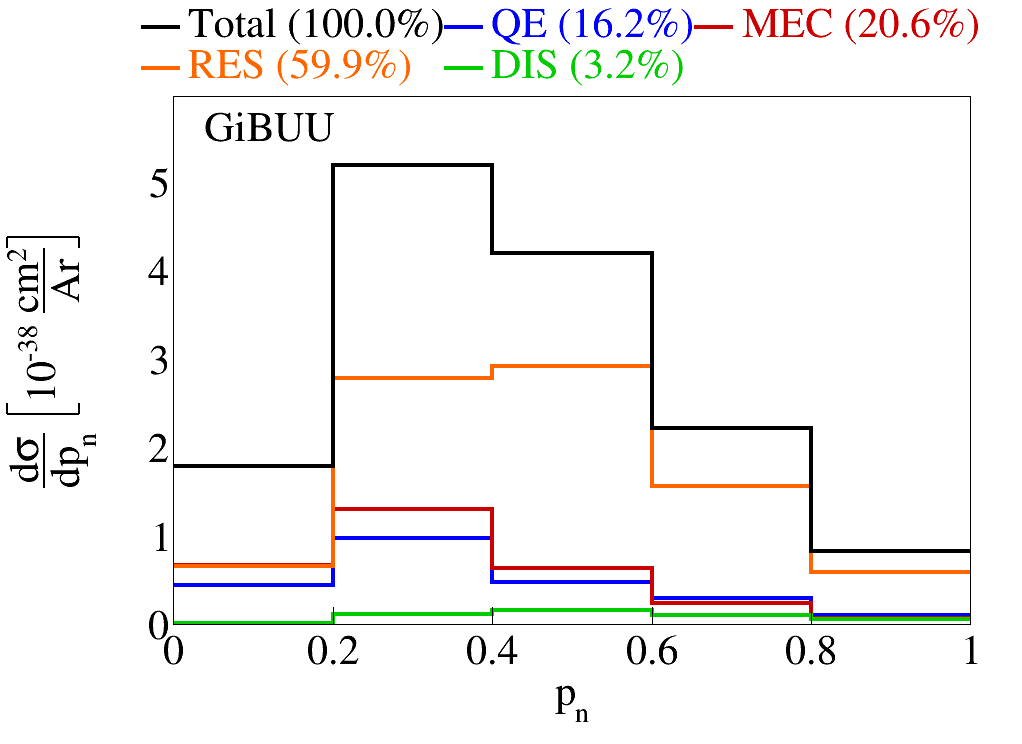 Total (100.0%) QE (16.2%) MEC (20.6%)
RES (59.9%) DIS (3.2%)
GiBUU
5
4
3
2
1
0
0 0.2 0.4 0.6 0.8 1
p_n
dσ/dp_n [10^-38 cm^2/Ar]